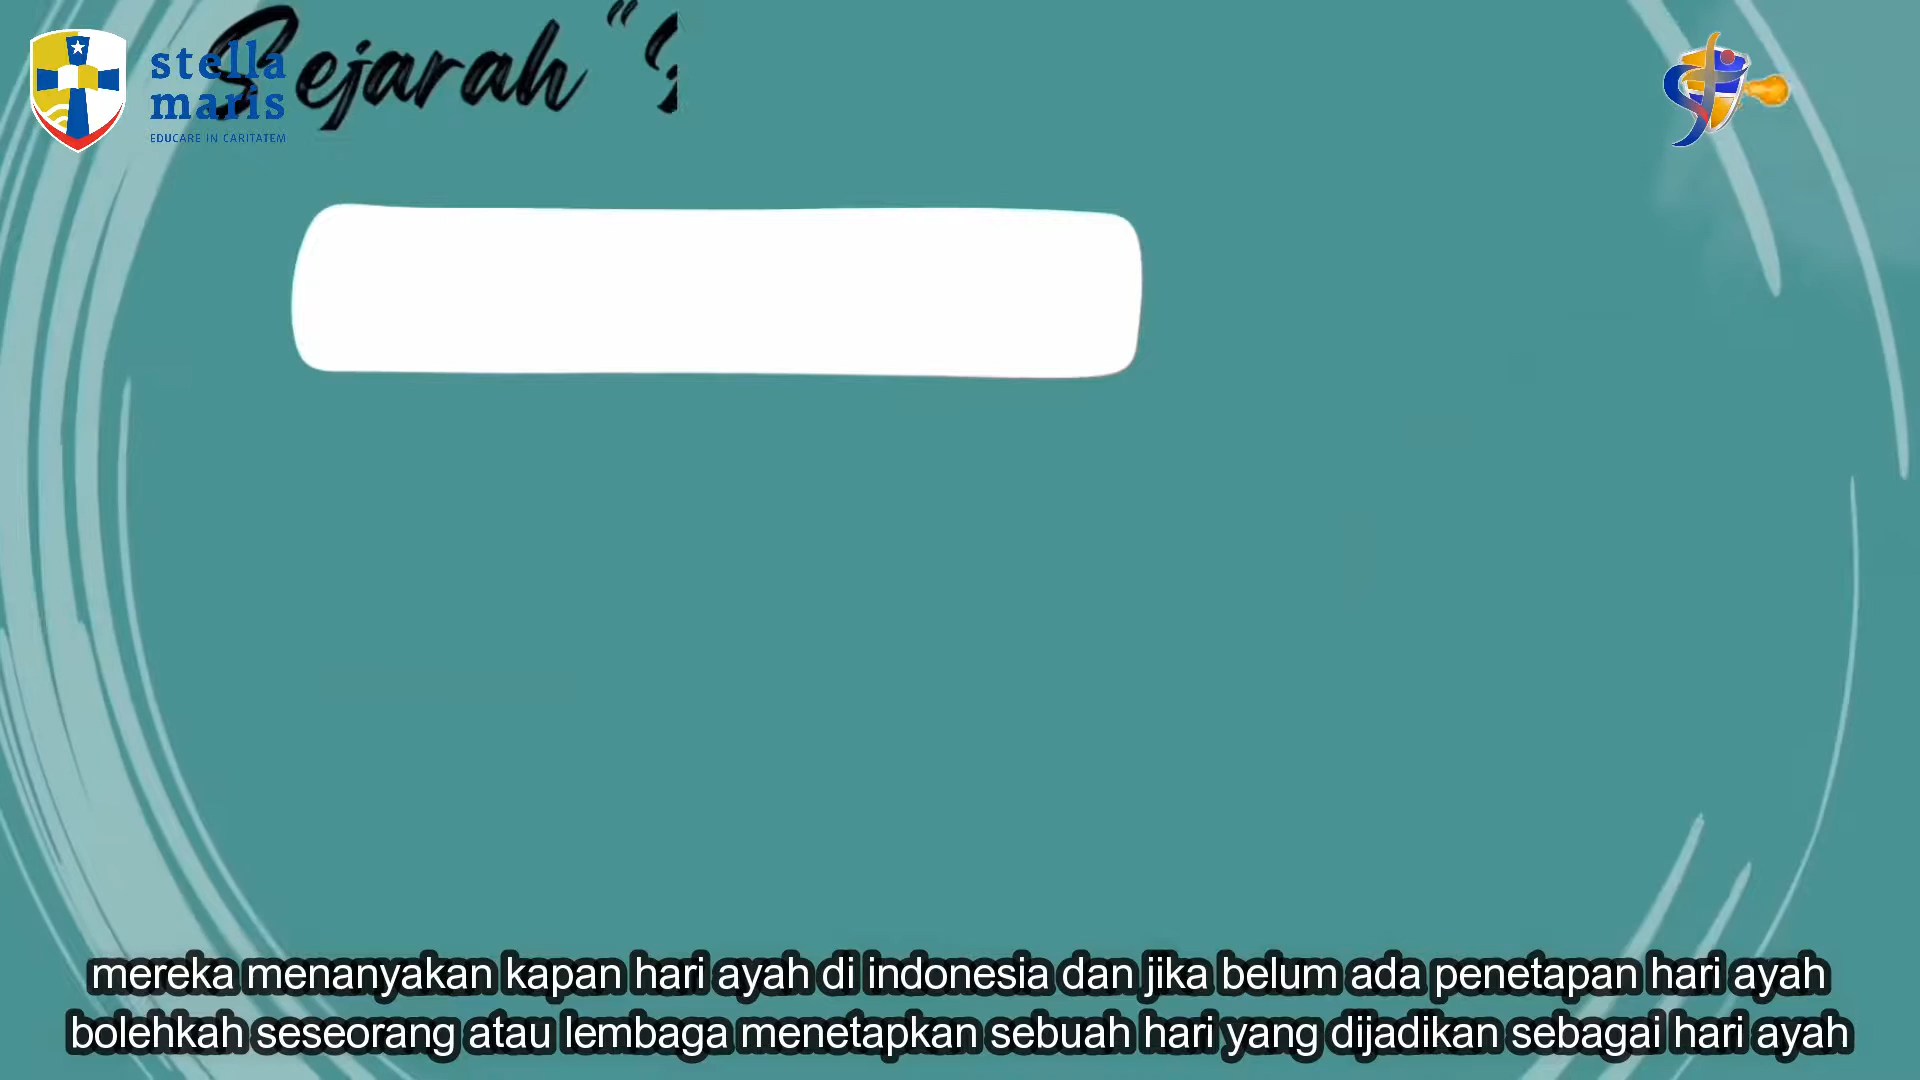 Sejarah "
stella
maris
EDUCARE IN CARITATEM
mereka menanyakan kapan hari ayah di indonesia dan jika belum ada penetapan hari ayah
bolehkah seseorang atau lembaga menetapkan sebuah hari yang dijadikan sebagai hari ayah